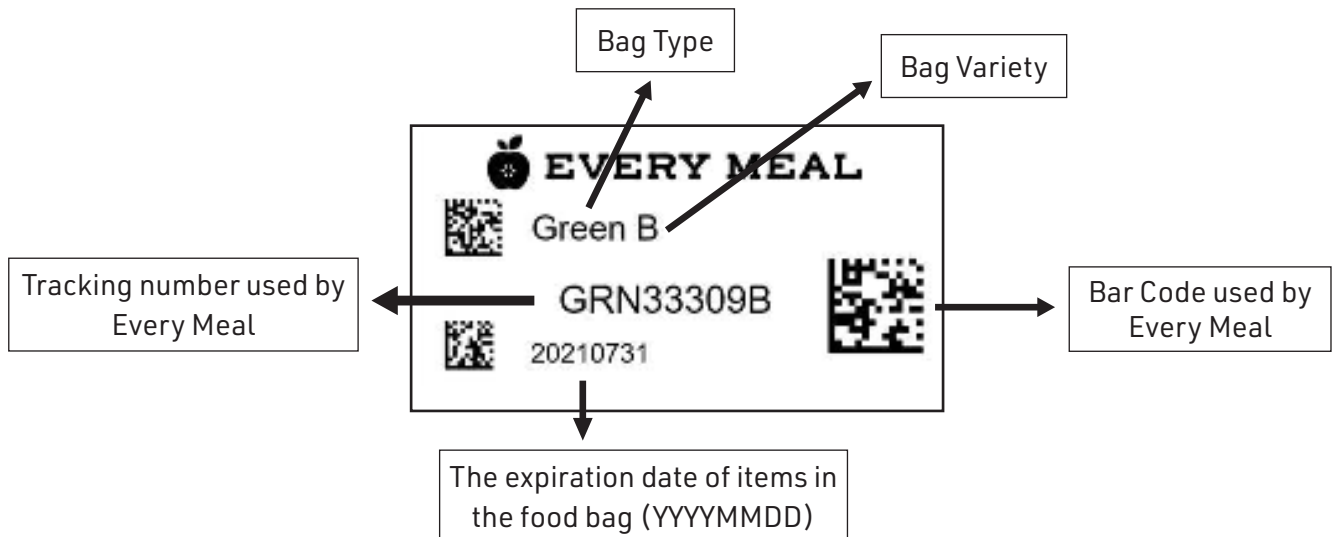 Bag Type
Bag Variety
EVERY MEAL
Green B
Tracking number used by
Every Meal
GRN33309B
Bar Code used by
Every Meal
20210731
The expiration date of items in
the food bag (YYYYMMDD)